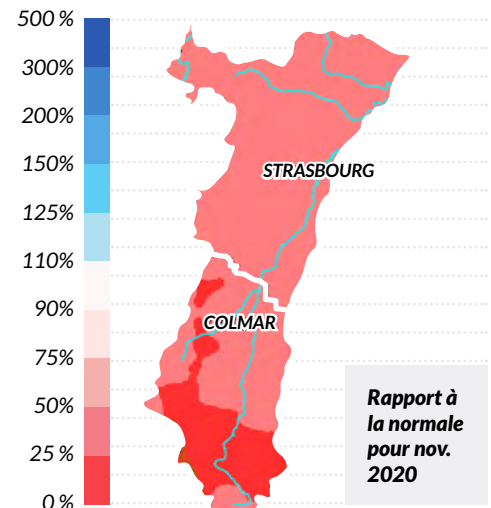 500 %
300%
200%
150%
125%
110%
90%
75%
50%
25 %
0 %
STRASBOURG
COLMAR
Rapport à
la normale
pour nov.
2020